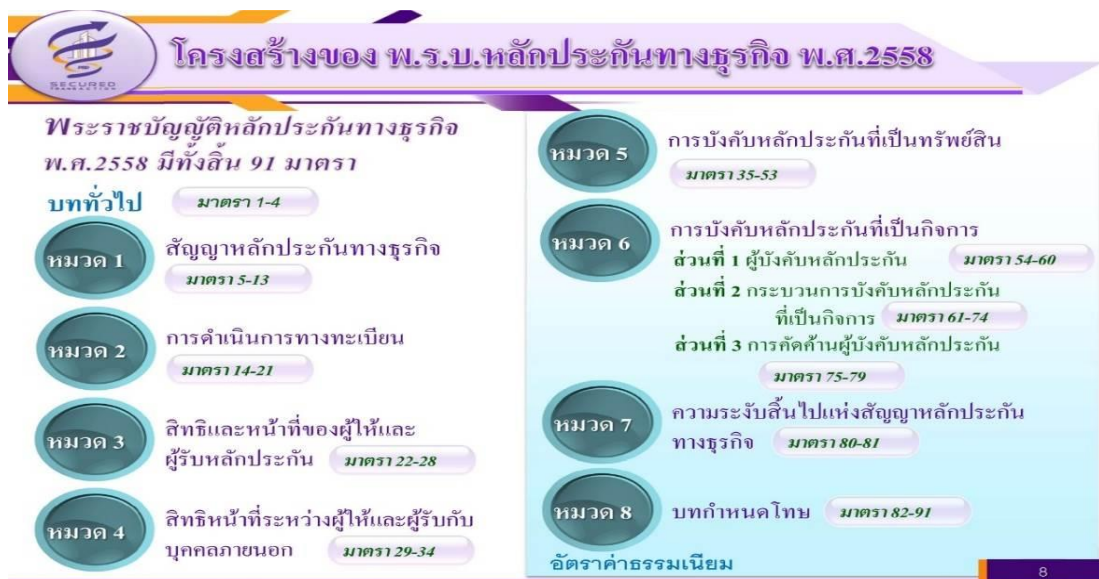 SECURED
TRANSACTION
โครงสร้างของ พ.ร.บ.หลักประกันทางธุรกิจ พ.ศ.2558
พระราชบัญญัติหลักประกันทางธุรกิจ
พ.ศ.2558 มีทั้งสิ้น 91 มาตรา
บททั่วไป มาตรา 1-4
หมวด 1
สัญญาหลักประกันทางธุรกิจ
มาตรา 5-13
หมวด 2
การดำเนินการทางทะเบียน
มาตรา 14-21
หมวด 3
สิทธิและหน้าที่ของผู้ให้และ
ผู้รับหลักประกัน มาตรา 22-28
หมวด 4
สิทธิหน้าที่ระหว่างผู้ให้และผู้รับกับ
บุคคลภายนอก มาตรา 29-34
หมวด 5
การบังคับหลักประกันที่เป็นทรัพย์สิน
มาตรา 35-53
หมวด 6
การบังคับหลักประกันที่เป็นกิจการ
ส่วนที่ 1 ผู้บังคับหลักประกัน มาตรา 54-60
ส่วนที่ 2 กระบวนการบังคับหลักประกัน
ที่เป็นกิจการ มาตรา 61-74
ส่วนที่ 3 การคัดค้านผู้บังคับหลักประกัน
มาตรา 75-79
หมวด 7
ความระงับสิ้นไปแห่งสัญญาหลักประกัน
ทางธุรกิจ มาตรา 80-81
หมวด 8
บทกำหนดโทษ มาตรา 82-91
อัตราค่าธรรมเนียม
8